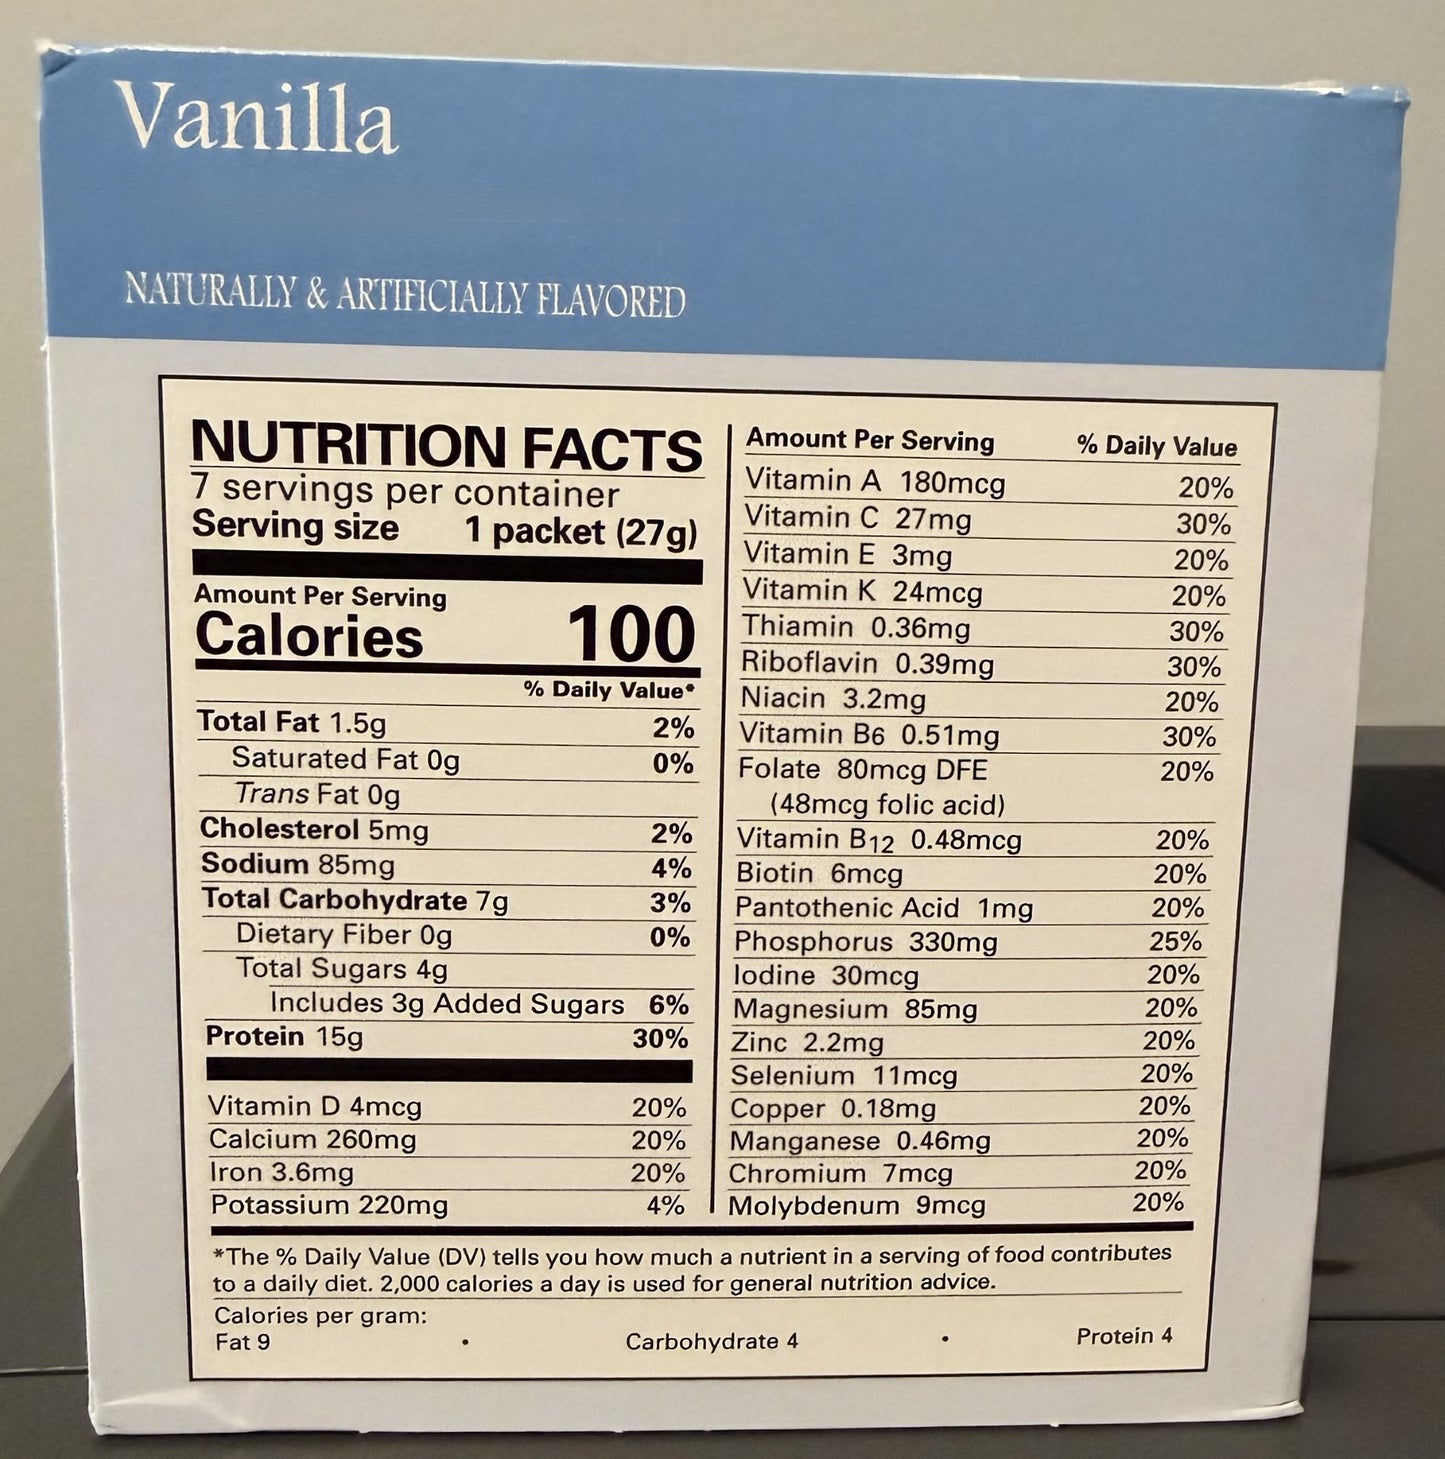 Vanilla
NATURALLY & ARTIFICIALLY FLAVORED
NUTRITION FACTS
7 servings per container
Serving size 1 packet (27g)
Amount Per Serving
Calories 100
% Daily Value*
Total Fat 1.5g 2%
Saturated Fat 0g 0%
Trans Fat 0g
Cholesterol 5mg 2%
Sodium 85mg 4%
Total Carbohydrate 7g 3%
Dietary Fiber 0g 0%
Total Sugars 4g
Includes 3g Added Sugars 6%
Protein 15g 30%
Vitamin D 4mcg 20%
Calcium 260mg 20%
Iron 3.6mg 20%
Potassium 220mg 4%
Amount Per Serving % Daily Value
Vitamin A 180mcg 20%
Vitamin C 27mg 30%
Vitamin E 3mg 20%
Vitamin K 24mcg 20%
Thiamin 0.36mg 30%
Riboflavin 0.39mg 30%
Niacin 3.2mg 20%
Vitamin B6 0.51mg 30%
Folate 80mcg DFE 20%
(48mcg folic acid)
Vitamin B12 0.48mcg 20%
Biotin 6mcg 20%
Pantothenic Acid 1mg 20%
Phosphorus 330mg 25%
Iodine 30mcg 20%
Magnesium 85mg 20%
Zinc 2.2mg 20%
Selenium 11mcg 20%
Copper 0.18mg 20%
Manganese 0.46mg 20%
Chromium 7mcg 20%
Molybdenum 9mcg 20%
*The % Daily Value (DV) tells you how much a nutrient in a serving of food contributes
to a daily diet. 2,000 calories a day is used for general nutrition advice.
Calories per gram:
Fat 9 • Carbohydrate 4 • Protein 4